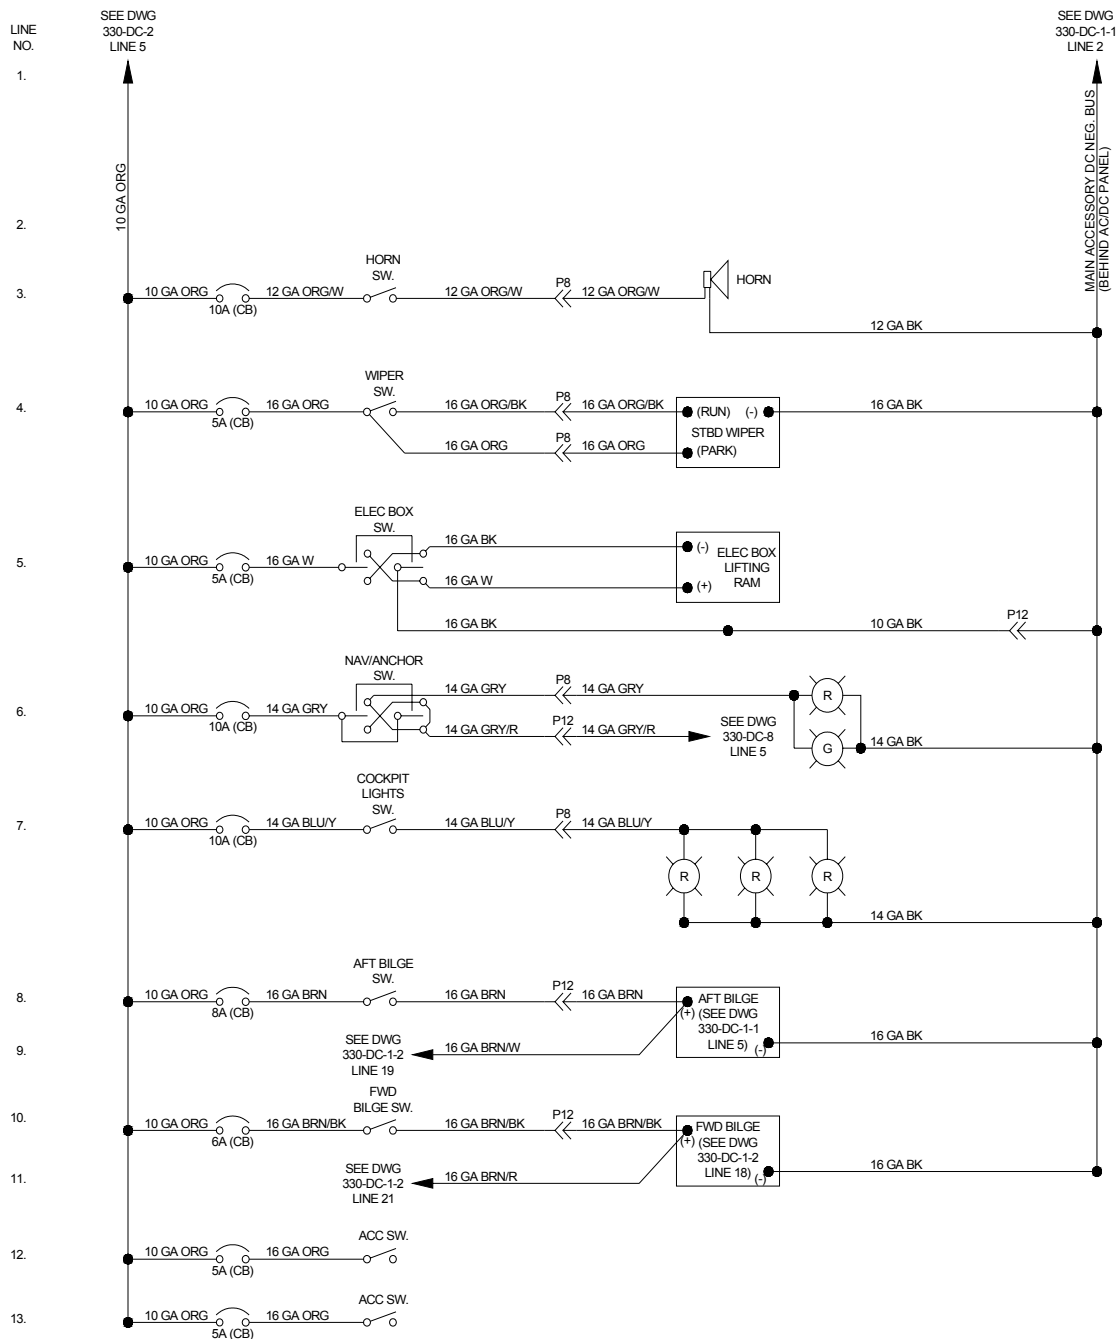 LINE
NO.
SEE DWG
330-DC-2
LINE 5
SEE DWG
330-DC-1-1
LINE 2
1.
10 GA ORG
MAIN ACCESSORY DC NEG. BUS
(BEHIND AC/DC PANEL)
2.
3.
10 GA ORG
10A (CB)
12 GA ORG/W
HORN
SW.
12 GA ORG/W
P8
12 GA ORG/W
HORN
12 GA BK
4.
10 GA ORG
5A (CB)
16 GA ORG
WIPER
SW.
16 GA ORG/BK
P8
16 GA ORG/BK
(RUN)
(-)
STBD WIPER
(PARK)
16 GA BK
16 GA ORG
P8
16 GA ORG
5.
10 GA ORG
5A (CB)
16 GA W
ELEC BOX
SW.
16 GA BK
16 GA W
(-)
ELEC BOX
LIFTING
RAM
(+)
16 GA BK
10 GA BK
P12
6.
10 GA ORG
10A (CB)
14 GA GRY
NAV/ANCHOR
SW.
14 GA GRY
P8
14 GA GRY
R
G
14 GA BK
14 GA GRY/R
P12
14 GA GRY/R
SEE DWG
330-DC-8
LINE 5
7.
10 GA ORG
10A (CB)
14 GA BLU/Y
COCKPIT
LIGHTS
SW.
14 GA BLU/Y
P8
14 GA BLU/Y
R
R
R
14 GA BK
8.
10 GA ORG
8A (CB)
16 GA BRN
AFT BILGE
SW.
16 GA BRN
P12
16 GA BRN
AFT BILGE
(+) (SEE DWG
330-DC-1-1
LINE 5)
(-)
16 GA BK
9.
SEE DWG
330-DC-1-2
LINE 19
16 GA BRN/W
10.
10 GA ORG
6A (CB)
16 GA BRN/BK
FWD
BILGE SW.
16 GA BRN/BK
P12
16 GA BRN/BK
FWD BILGE
(+) (SEE DWG
330-DC-1-2
LINE 18)
(-)
16 GA BK
11.
SEE DWG
330-DC-1-2
LINE 21
16 GA BRN/R
12.
10 GA ORG
5A (CB)
16 GA ORG
ACC SW.
13.
10 GA ORG
5A (CB)
16 GA ORG
ACC SW.